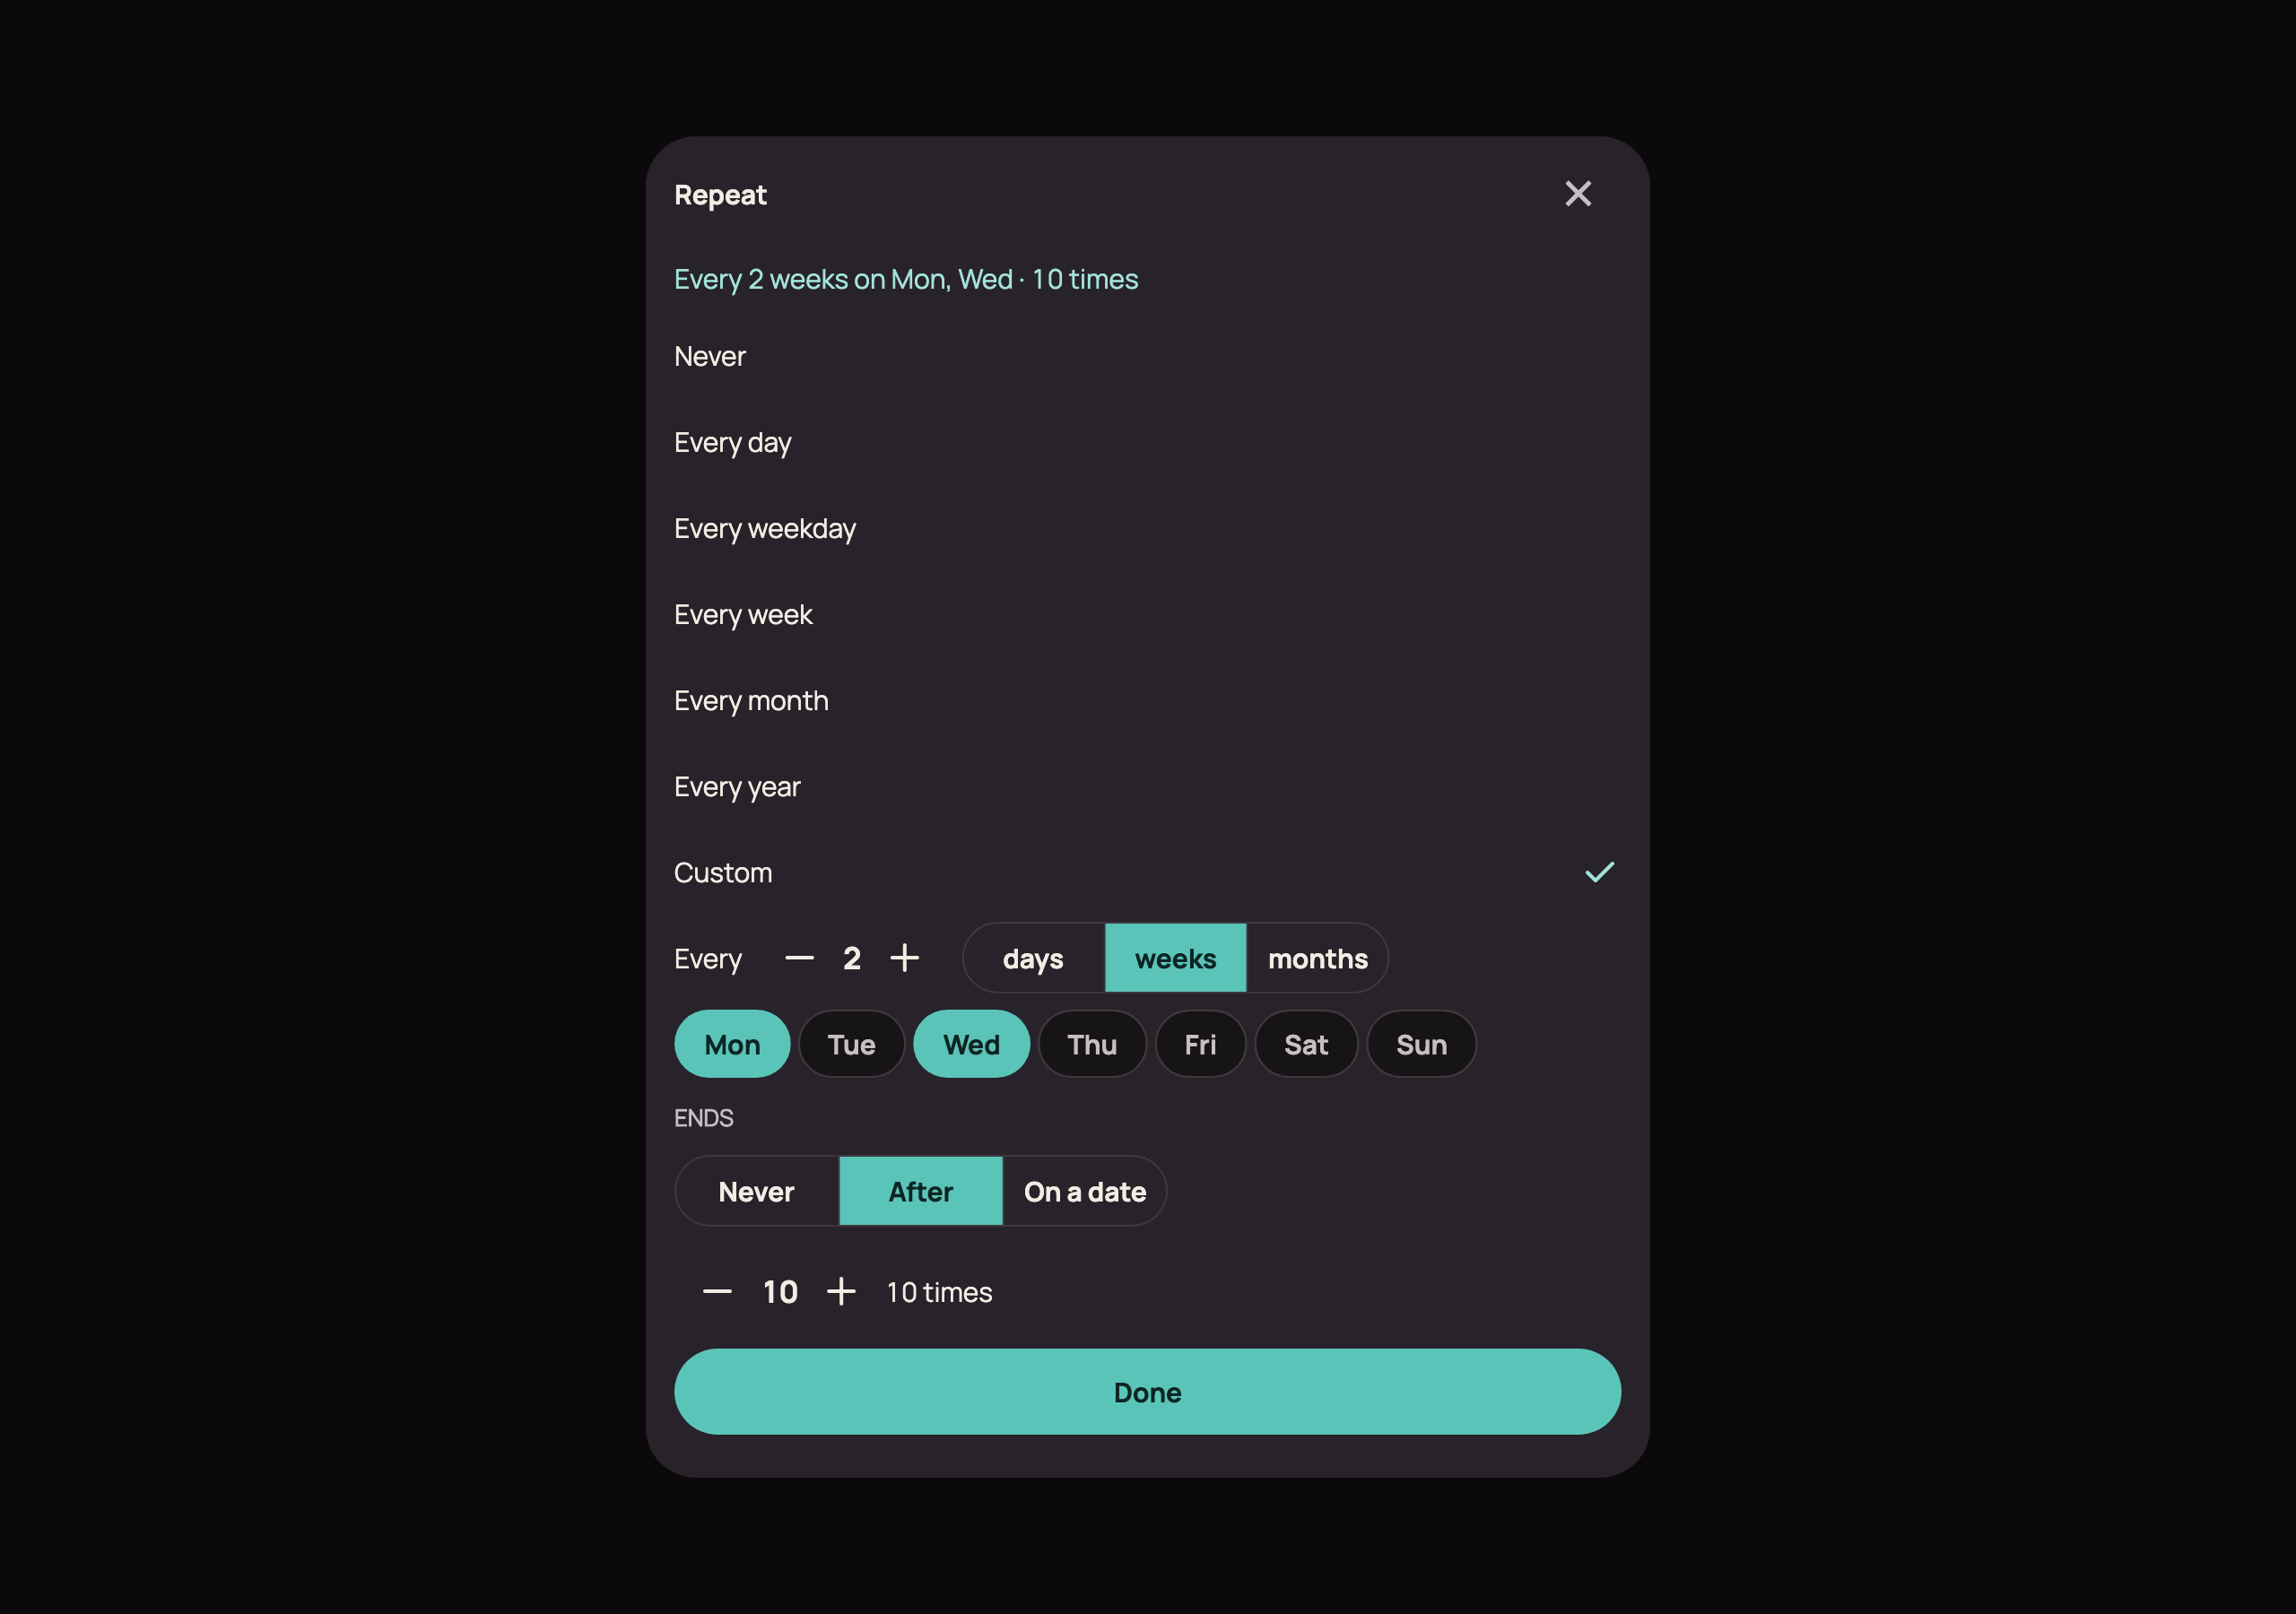 Repeat
Every 2 weeks on Mon, Wed · 10 times
Never
Every day
Every weekday
Every week
Every month
Every year
Custom
Every 2 days weeks months
Mon Tue Wed Thu Fri Sat Sun
ENDS
Never After On a date
10 10 times
Done